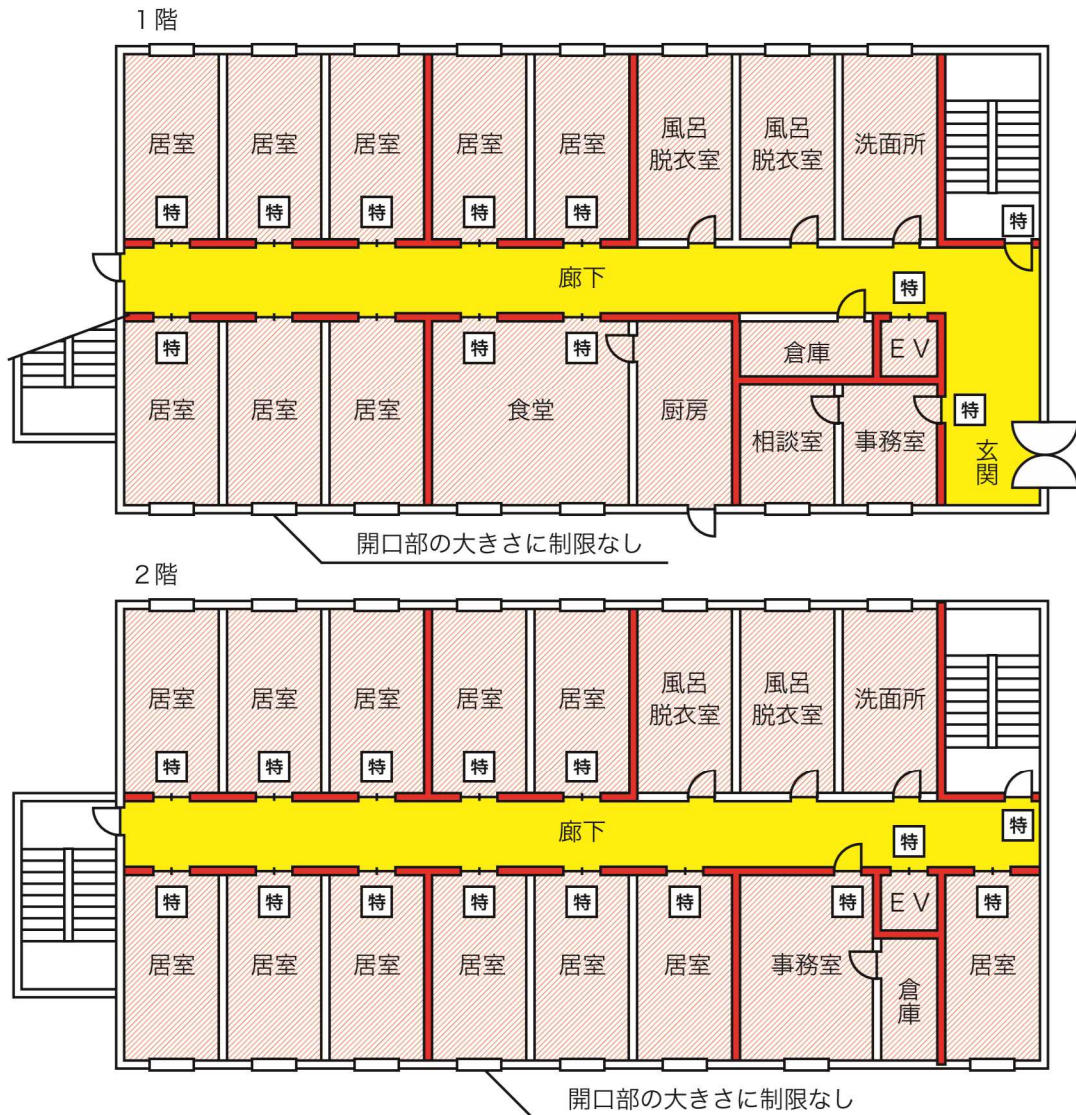 1階
居室 居室 居室 居室 居室 風呂 脱衣室 風呂 脱衣室 洗面所
特 特 特 特 特 特
廊下 特
特 特 特 倉庫 EV
居室 居室 居室 食堂 厨房 相談室 事務室 特 玄関
開口部の大きさに制限なし
2階
居室 居室 居室 居室 居室 風呂 脱衣室 風呂 脱衣室 洗面所
特 特 特 特 特
廊下 特 特
特 特 特 特 特 特 特 EV 特
居室 居室 居室 居室 居室 居室 事務室 倉庫 居室
開口部の大きさに制限なし